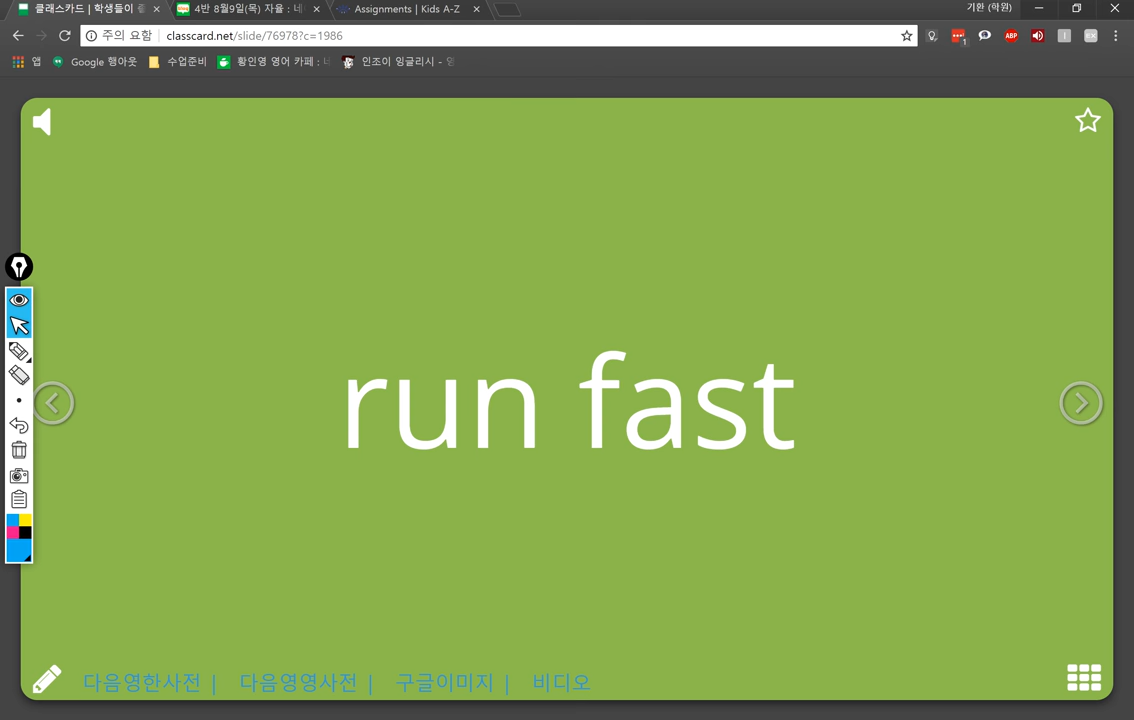 클래스카드 | 학생들이
4반 8월9일(목) 자율 : 네
Assignments | Kids A-Z
기환 (학원)
주의 요함 | classcard.net/slide/76978?c=1986
1
ABP
앱
Google 행아웃
수업준비
황인영 영어 카페 : 네
인조이 잉글리시 -
run fast
다음영한사전 | 다음영영사전 | 구글이미지 | 비디오